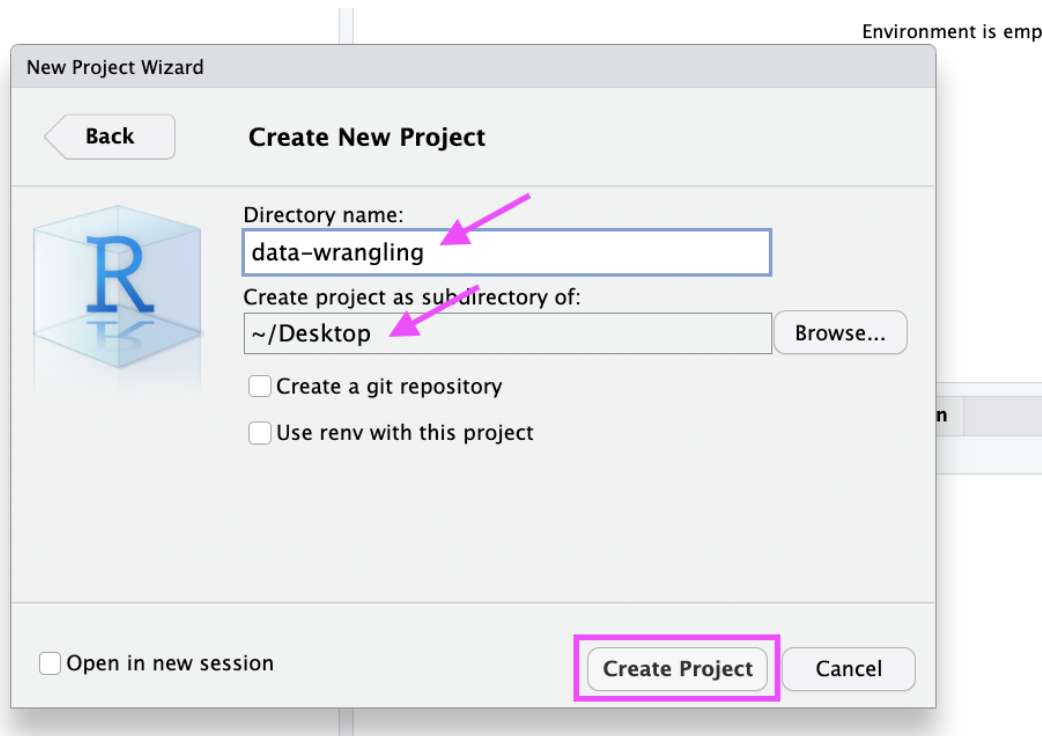 Environment is emp
New Project Wizard
Back
Create New Project
R
Directory name:
data-wrangling
Create project as subdirectory of:
~/Desktop
Browse...
Create a git repository
Use renv with this project
n
Open in new session
Create Project
Cancel